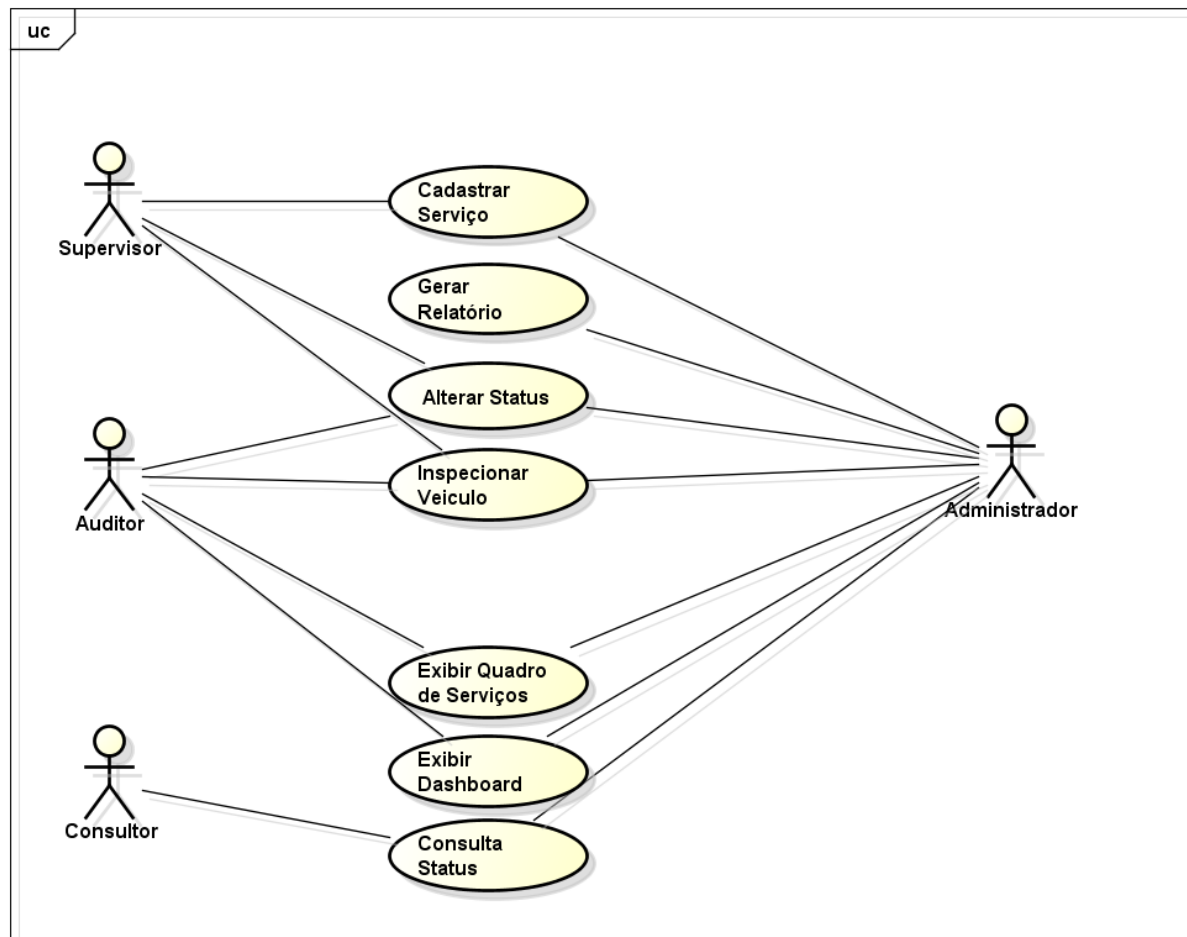 uc
Supervisor
Cadastrar
Serviço
Gerar
Relatório
Alterar Status
Auditor
Inspecionar
Veiculo
Administrador
Exibir Quadro
de Serviços
Exibir
Dashboard
Consultor
Consulta
Status